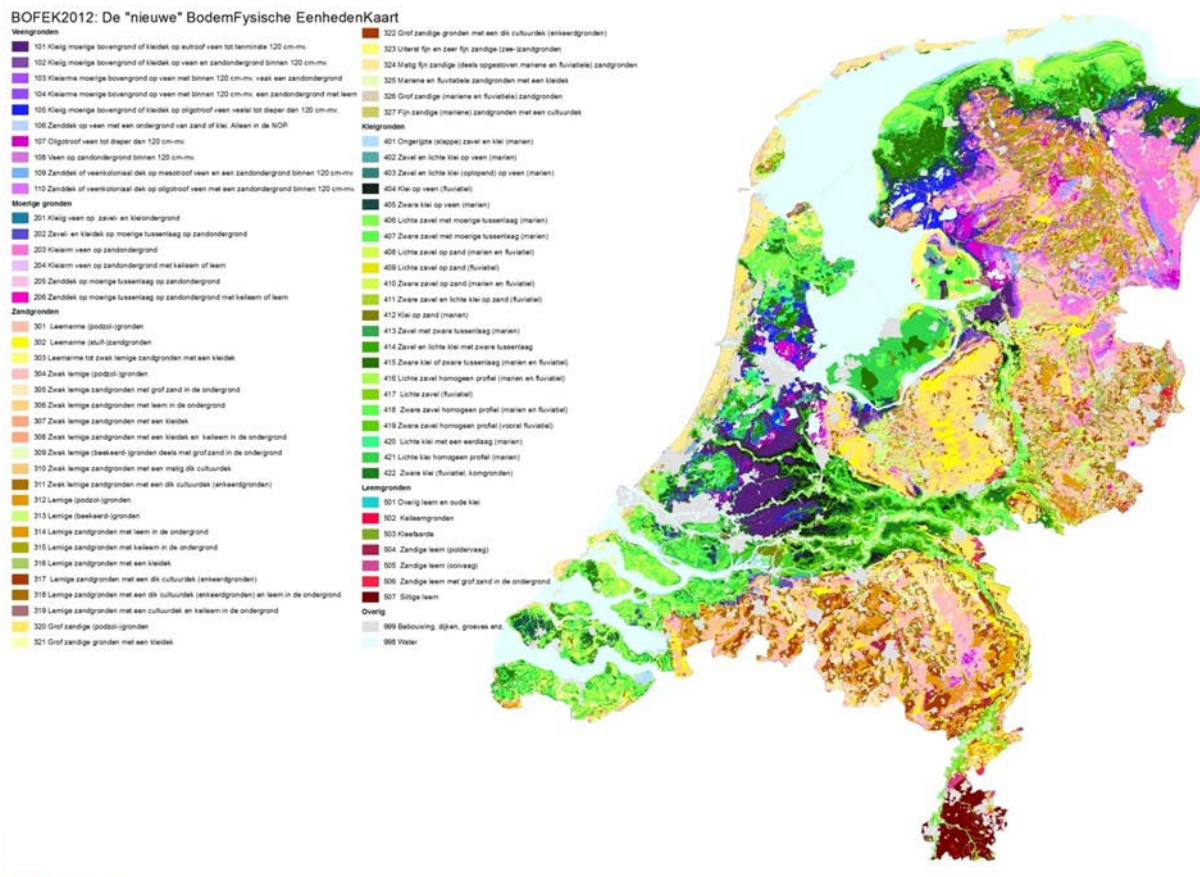 BOFEK2012: De "nieuwe" BodemFysische EenhedenKaart
Veengronden
101 Kleiig moerige bovengrond of kleidek op eutroof veen tot tenminste 120 cm-mv.
102 Kleiig moerige bovengrond of kleidek op veen en zandondergrond binnen 120 cm-mv.
103 Kleiarme moerige bovengrond op veen met binnen 120 cm-mv. vaak een zandondergrond
104 Kleiarme moerige bovengrond op veen met binnen 120 cm-mv. een zandondergrond met leem
105 Kleiig moerige bovengrond of kleidek op oligotroof veen veelal tot dieper dan 120 cm-mv.
106 Zanddek op veen met een ondergrond van zand of klei. Alleen in de NOP.
107 Oligotroof veen tot dieper dan 120 cm-mv.
108 Veen op zandondergrond binnen 120 cm-mv.
109 Zanddek of veenkoloniaal dek op mesotroof veen en een zandondergrond binnen 120 cm-mv.
110 Zanddek of veenkoloniaal dek op oligotroof veen met een zandondergrond binnen 120 cm-mv.
Moerige gronden
201 Kleiig veen op zavel- en kleiondergrond
202 Zavel- en kleidek op moerige tussenlaag op zandondergrond
203 Kleiarm veen op zandondergrond
204 Kleiarm veen op zandondergrond met keileem of leem
205 Zanddek op moerige tussenlaag op zandondergrond
206 Zanddek op moerige tussenlaag op zandondergrond met keileem of leem
Zandgronden
301 Leemarme (podzol-)gronden
302 Leemarme (stuif-)zandgronden
303 Leemarme tot zwak lemige zandgronden met een kleidek
304 Zwak lemige (podzol-)gronden
305 Zwak lemige zandgronden met grof zand in de ondergrond
306 Zwak lemige zandgronden met leem in de ondergrond
307 Zwak lemige zandgronden met een kleidek
308 Zwak lemige zandgronden met een kleidek en keileem in de ondergrond
309 Zwak lemige (beekeerd-)gronden deels met grof zand in de ondergrond
310 Zwak lemige zandgronden met een matig dik cultuurdek
311 Zwak lemige zandgronden met een dik cultuurdek (enkeerdgronden)
312 Lemige (podzol-)gronden
313 Lemige (beekeerd-)gronden
314 Lemige zandgronden met leem in de ondergrond
315 Lemige zandgronden met keileem in de ondergrond
316 Lemige zandgronden met een kleidek
317 Lemige zandgronden met een dik cultuurdek (enkeerdgronden)
318 Lemige zandgronden met een dik cultuurdek (enkeerdgronden) en leem in de ondergrond
319 Lemige zandgronden met een cultuurdek en keileem in de ondergrond
320 Grof zandige (podzol-)gronden
321 Grof zandige gronden met een kleidek
322 Grof zandige gronden met een dik cultuurdek (enkeerdgronden)
323 Uiterst fijn en zeer fijn zandige (zee-)zandgronden
324 Matig fijn zandige (deels opgestoven mariene en fluviatiele) zandgronden
325 Mariene en fluvitatiele zandgronden met een kleidek
326 Grof zandige (mariene en fluviatiele) zandgronden
327 Fijn zandige (mariene) zandgronden met een cultuurdek
Kleigronden
401 Ongerijpte (slappe) zavel en klei (marien)
402 Zavel en lichte klei op veen (marien)
403 Zavel en lichte klei (oplopend) op veen (marien)
404 Klei op veen (fluviatiel)
405 Zware klei op veen (marien)
406 Lichte zavel met moerige tussenlaag (marien)
407 Zware zavel met moerige tussenlaag (marien)
408 Lichte zavel op zand (marien en fluviatiel)
409 Lichte zavel op zand (fluviatiel)
410 Zware zavel op zand (marien en fluviatiel)
411 Zware zavel en lichte klei op zand (fluviatiel)
412 Klei op zand (marien)
413 Zavel met zware tussenlaag (marien)
414 Zavel en lichte klei met zware tussenlaag
415 Zware klei of zware tussenlaag (marien en fluviatiel)
416 Lichte zavel homogeen profiel (marien en fluviatiel)
417 Lichte zavel (fluviatiel)
418 Zware zavel homogeen profiel (marien en fluviatiel)
419 Zware zavel homogeen profiel (vooral fluviatiel)
420 Lichte klei met een eerdlaag (marien)
421 Lichte klei homogeen profiel (marien)
422 Zware klei (fluviatiel, komgronden)
Leemgronden
501 Overig leem en oude klei
502 Keileemgronden
503 Kleefaarde
504 Zandige leem (poldervaag)
505 Zandige leem (ooivaag)
506 Zandige leem met grof zand in de ondergrond
507 Siltige leem
Overig
999 Bebouwing, dijken, groeves enz.
998 Water